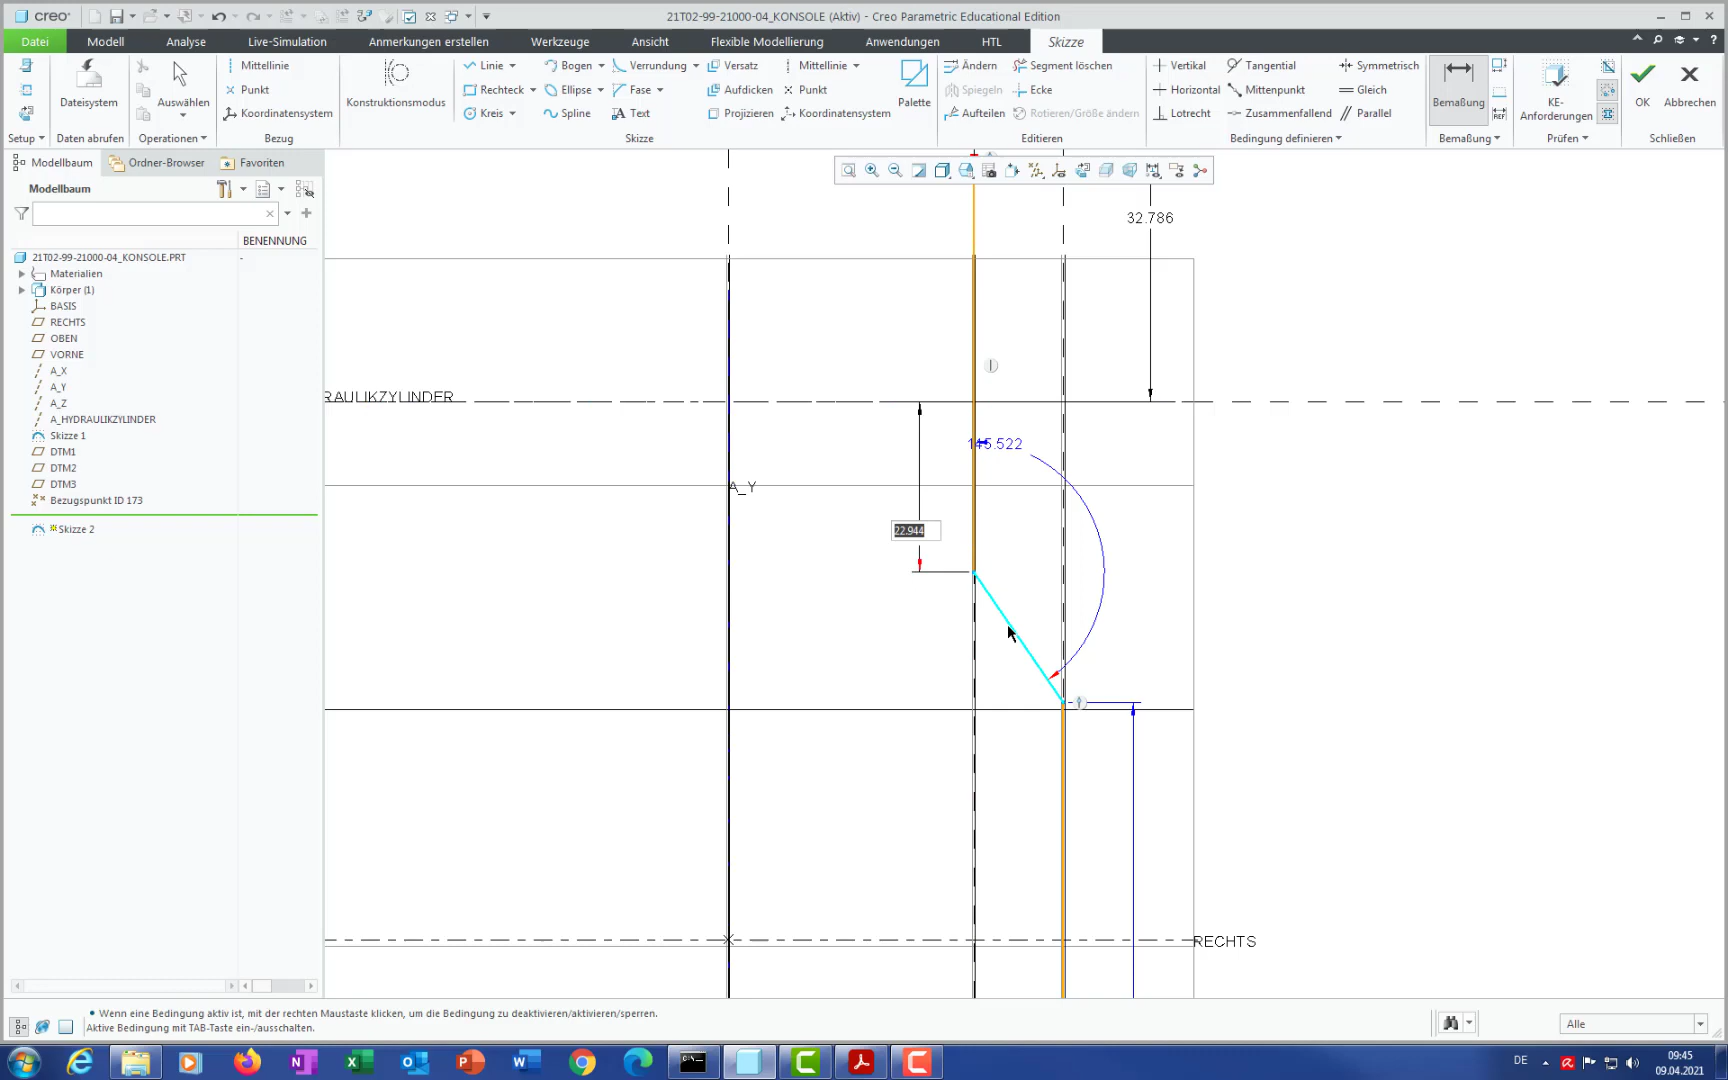 creo
21T02-99-21000-04_KONSOLE (Aktiv) - Creo Parametric Educational Edition
Datei Modell Analyse Live-Simulation Anmerkungen erstellen Werkzeuge Ansicht Flexible Modellierung Anwendungen HTL Skizze
Mittellinie Linie Bogen Verrundung Versatz Mittellinie Ändern Segment löschen Vertikal Tangential Symmetrisch
Dateisystem Auswählen Punkt Konstruktionsmodus Rechteck Ellipse Fase Aufdicken Punkt Palette Spiegeln Ecke Horizontal Mittenpunkt Gleich Bemaßung KE-Anforderungen OK Abbrechen
Koordinatensystem Kreis Spline Text Projizieren Koordinatensystem Aufteilen Rotieren/Größe ändern Lotrecht Zusammenfallend Parallel
Setup Daten abrufen Operationen Bezug Skizze Editieren Bedingung definieren Bemaßung Prüfen Schließen
Modellbaum Ordner-Browser Favoriten
Modellbaum
BENENNUNG
21T02-99-21000-04_KONSOLE.PRT -
Materialien
Körper (1)
BASIS
RECHTS
OBEN
VORNE
A_X
A_Y
A_Z
A_HYDRAULIKZYLINDER
Skizze 1
DTM1
DTM2
DTM3
Bezugspunkt ID 173
Skizze 2
32.786
RAULIKZYLINDER
145.522
A_Y
22.944
RECHTS
• Wenn eine Bedingung aktiv ist, mit der rechten Maustaste klicken, um die Bedingung zu deaktivieren/aktivieren/sperren.
Aktive Bedingung mit TAB-Taste ein-/ausschalten.
Alle
DE
09:45
09.04.2021